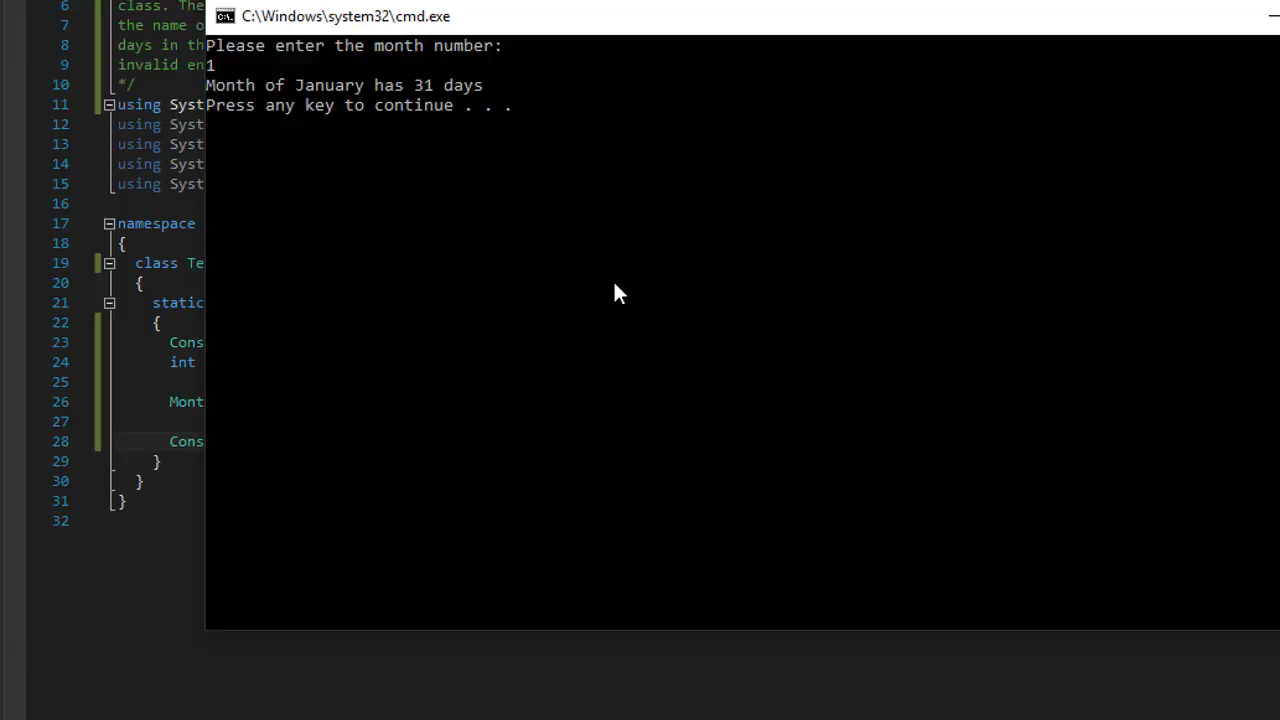 C:\Windows\system32\cmd.exe
Please enter the month number:
1
Month of January has 31 days
Press any key to continue . . .
6 class. The
7 the name o
8 days in th
9 invalid en
10 */
11 using Syst
12 using Syst
13 using Syst
14 using Syst
15 using Syst
16
17 namespace
18 {
19 class Te
20 {
21 static
22 {
23 Cons
24 int
25
26 Mont
27
28 Cons
29 }
30 }
31 }
32